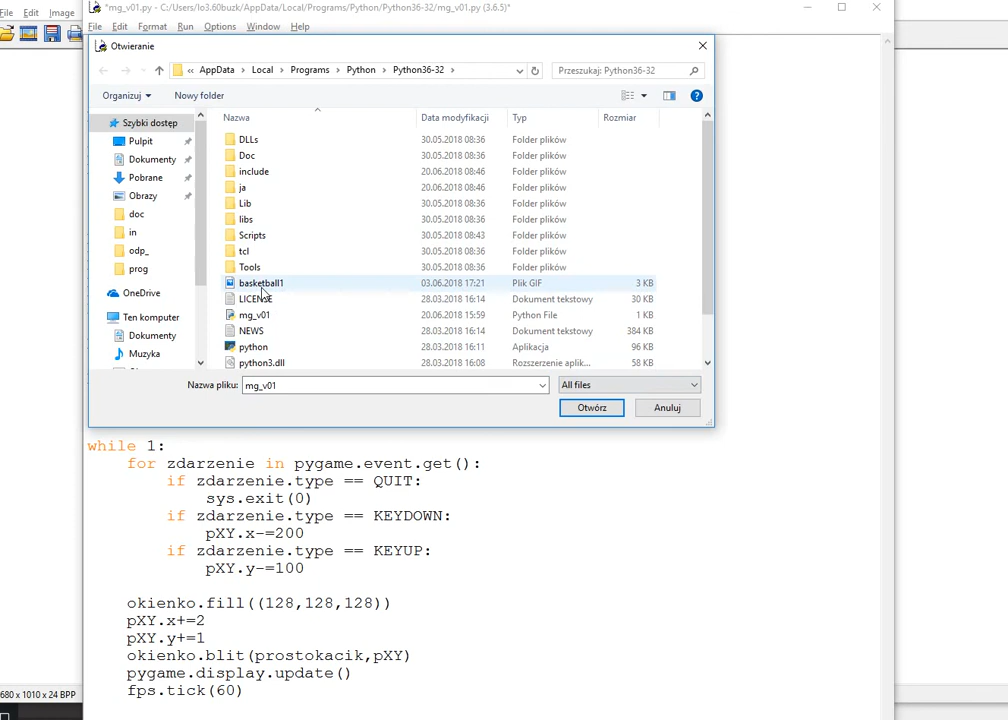 File Edit Image
*mg_v01.py - C:/Users/lo3.60buzk/AppData/Local/Programs/Python/Python36-32/mg_v01.py (3.6.5)*
File Edit Format Run Options Window Help
Otwieranie
« AppData > Local > Programs > Python > Python36-32 >
Przeszukaj: Python36-32
Organizuj
Nowy folder
Szybki dostęp
Pulpit
Dokumenty
Pobrane
Obrazy
doc
in
odp_
prog
OneDrive
Ten komputer
Dokumenty
Muzyka
Nazwa Data modyfikacji Typ Rozmiar
DLLs 30.05.2018 08:36 Folder plików
Doc 30.05.2018 08:36 Folder plików
include 20.06.2018 08:46 Folder plików
ja 20.06.2018 08:46 Folder plików
Lib 30.05.2018 08:36 Folder plików
libs 30.05.2018 08:36 Folder plików
Scripts 30.05.2018 08:43 Folder plików
tcl 30.05.2018 08:36 Folder plików
Tools 30.05.2018 08:36 Folder plików
basketball1 03.06.2018 17:21 Plik GIF 3 KB
LICENSE 28.03.2018 16:14 Dokument tekstowy 30 KB
mg_v01 20.06.2018 15:59 Python File 1 KB
NEWS 28.03.2018 16:14 Dokument tekstowy 384 KB
python 28.03.2018 16:11 Aplikacja 96 KB
python3.dll 28.03.2018 16:08 Rozszerzenie aplik... 58 KB
Nazwa pliku: mg_v01
All files
Otwórz
Anuluj
while 1:
for zdarzenie in pygame.event.get():
if zdarzenie.type == QUIT:
sys.exit(0)
if zdarzenie.type == KEYDOWN:
pXY.x-=200
if zdarzenie.type == KEYUP:
pXY.y-=100
okienko.fill((128,128,128))
pXY.x+=2
pXY.y+=1
okienko.blit(prostokacik,pXY)
pygame.display.update()
fps.tick(60)
680 x 1010 x 24 BPP